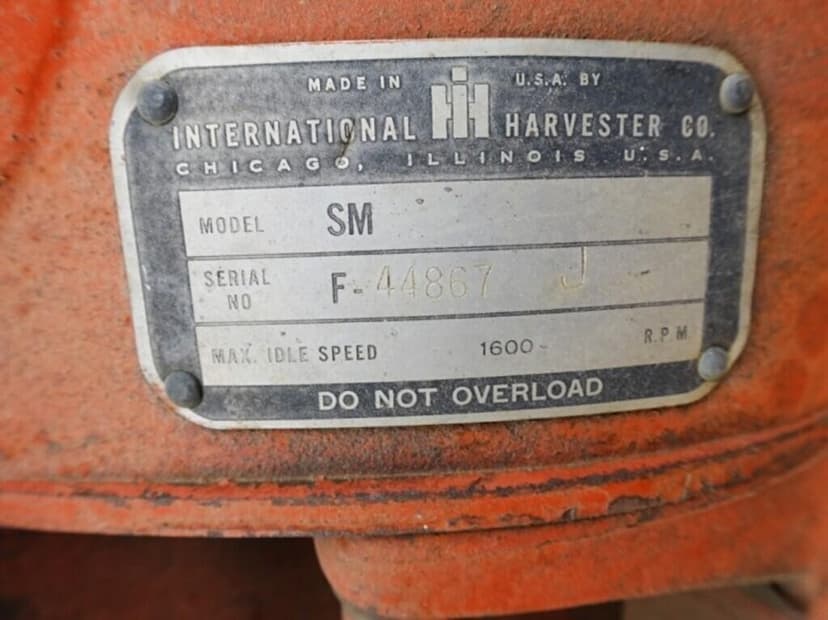 MADE IN IH U.S.A. BY
INTERNATIONAL HARVESTER CO.
CHICAGO, ILLINOIS U.S.A.
MODEL SM
SERIAL NO F-44867 J
MAX. IDLE SPEED 1600 R.P.M
DO NOT OVERLOAD